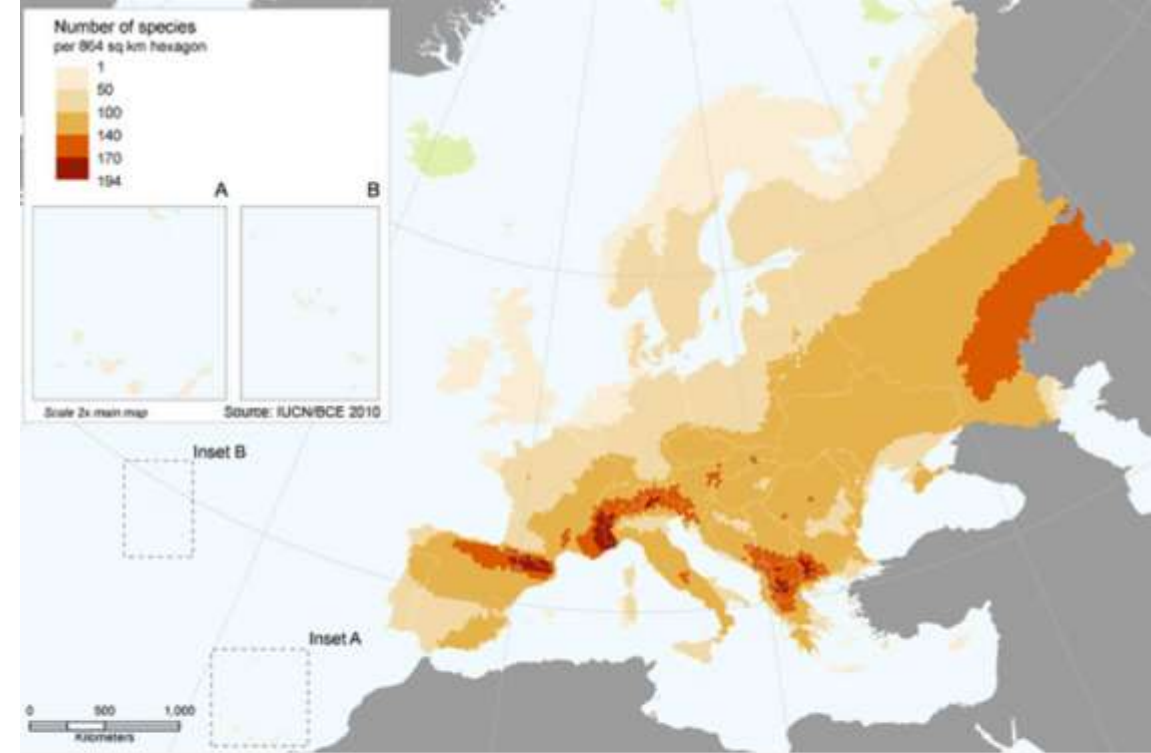 Number of species
per 864 sq km hexagon
1
50
100
140
170
194
A
B
Scale 2x main map
Source: IUCN/BCE 2010
Inset B
Inset A
0 500 1,000
Kilometers